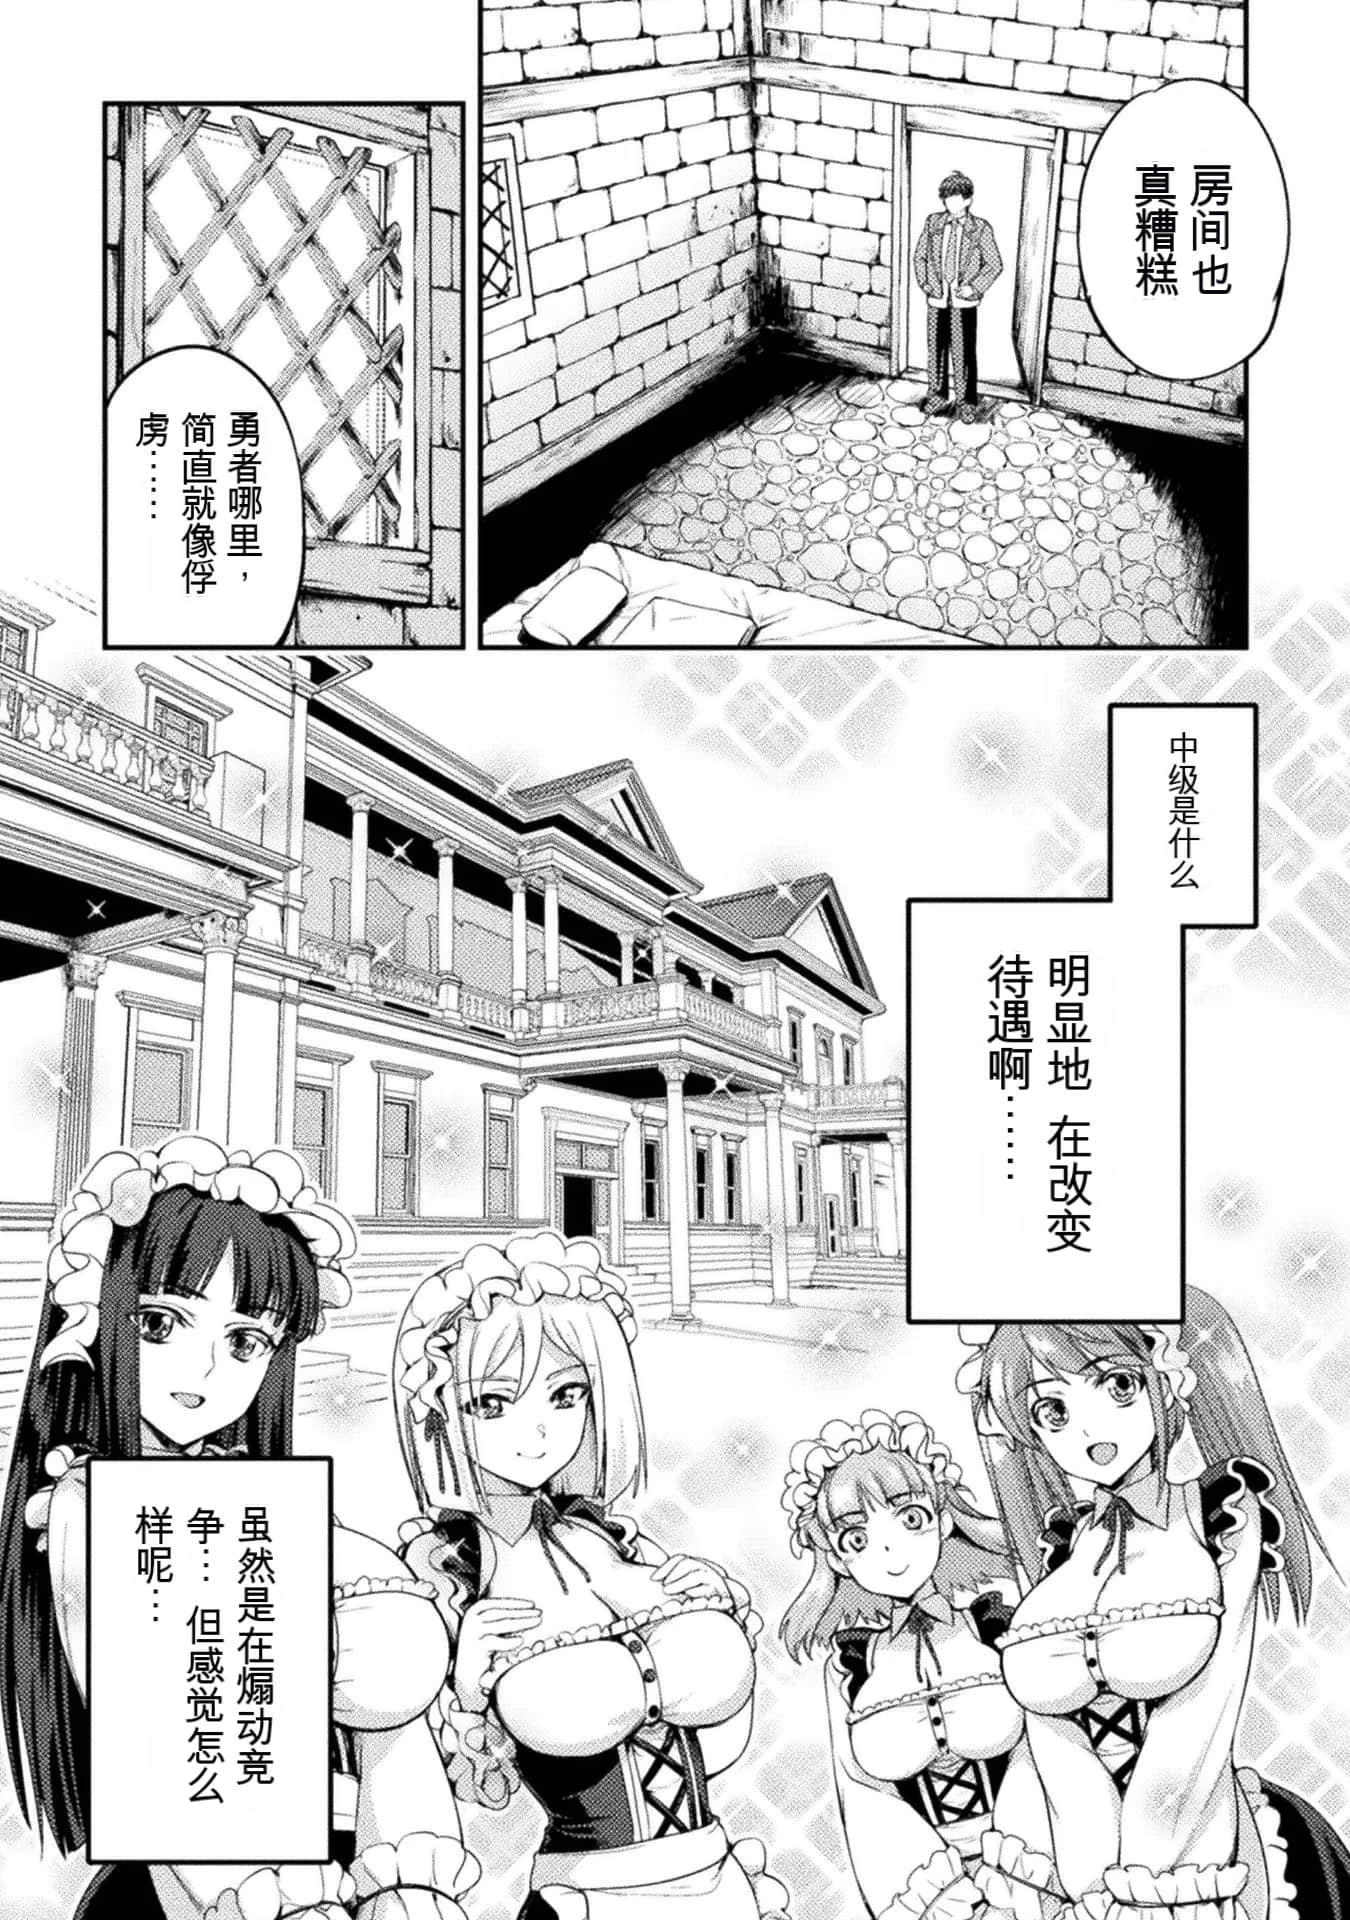 房间也
真糟糕
勇者哪里，
简直就像俘
虏……
中级是什么
明显地 在改变
待遇啊……
虽然是在煽动竞
争… 但感觉怎么
样呢…